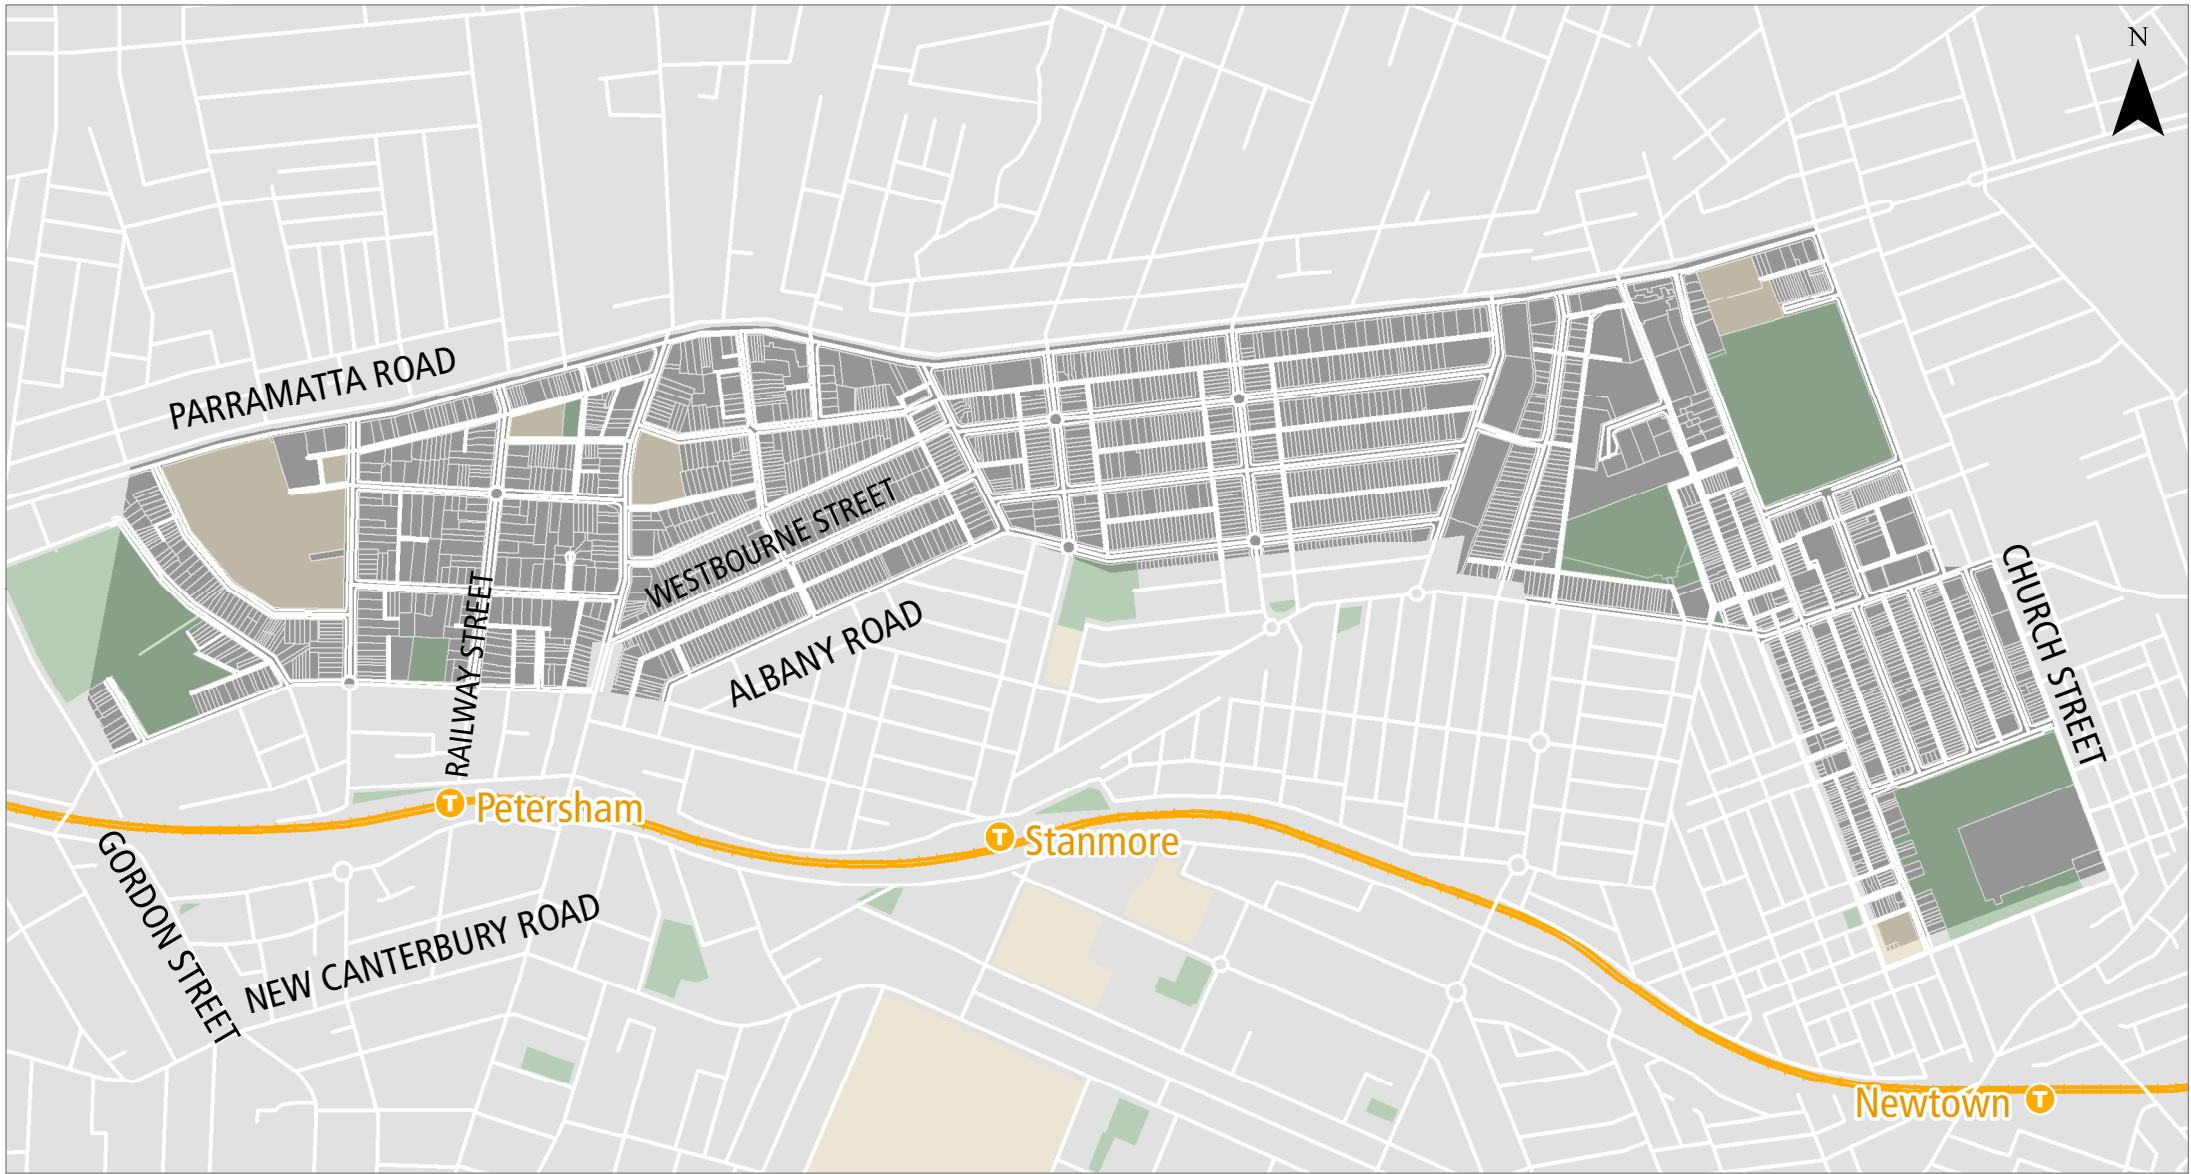 N
PARRAMATTA ROAD
WESTBOURNE STREET
RAILWAY STREET
ALBANY ROAD
CHURCH STREET
T Petersham
T Stanmore
GORDON STREET
NEW CANTERBURY ROAD
Newtown T